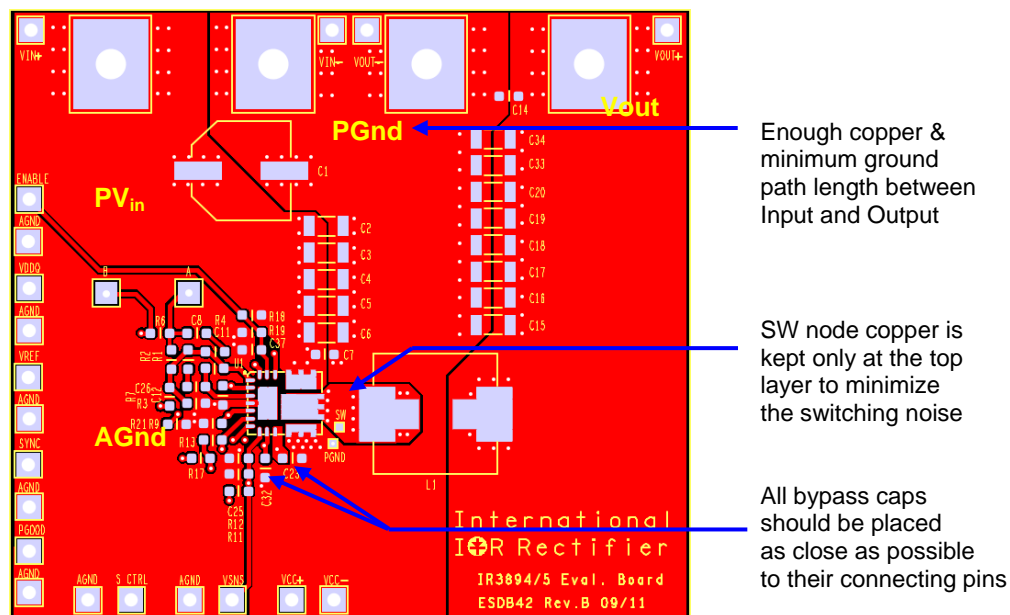 VIN+
VIN-
VOUT-
VOUT+
C14
Vout
PGnd
C34
C33
C20
C19
C18
C17
C16
C15
C1
PVin
C2
C3
C4
C5
C6
C7
ENABLE
AGND
VDDQ
AGND
VREF
AGND
SYNC
AGND
PGOOD
AGND
B
A
R6
C8
R4
C11
R18
R19
C37
R2
R1
U1
C26
C12
R7
R3
R21
R9
AGnd
R13
R17
SW
PGND
C23
C32
C25
R12
R11
L1
International
IOR Rectifier
IR3894/5 Eval. Board
ESDB42 Rev.B 09/11
AGND
S CTRL
AGND
VSNS
VCC+
VCC-
Enough copper &
minimum ground
path length between
Input and Output
SW node copper is
kept only at the top
layer to minimize
the switching noise
All bypass caps
should be placed
as close as possible
to their connecting pins